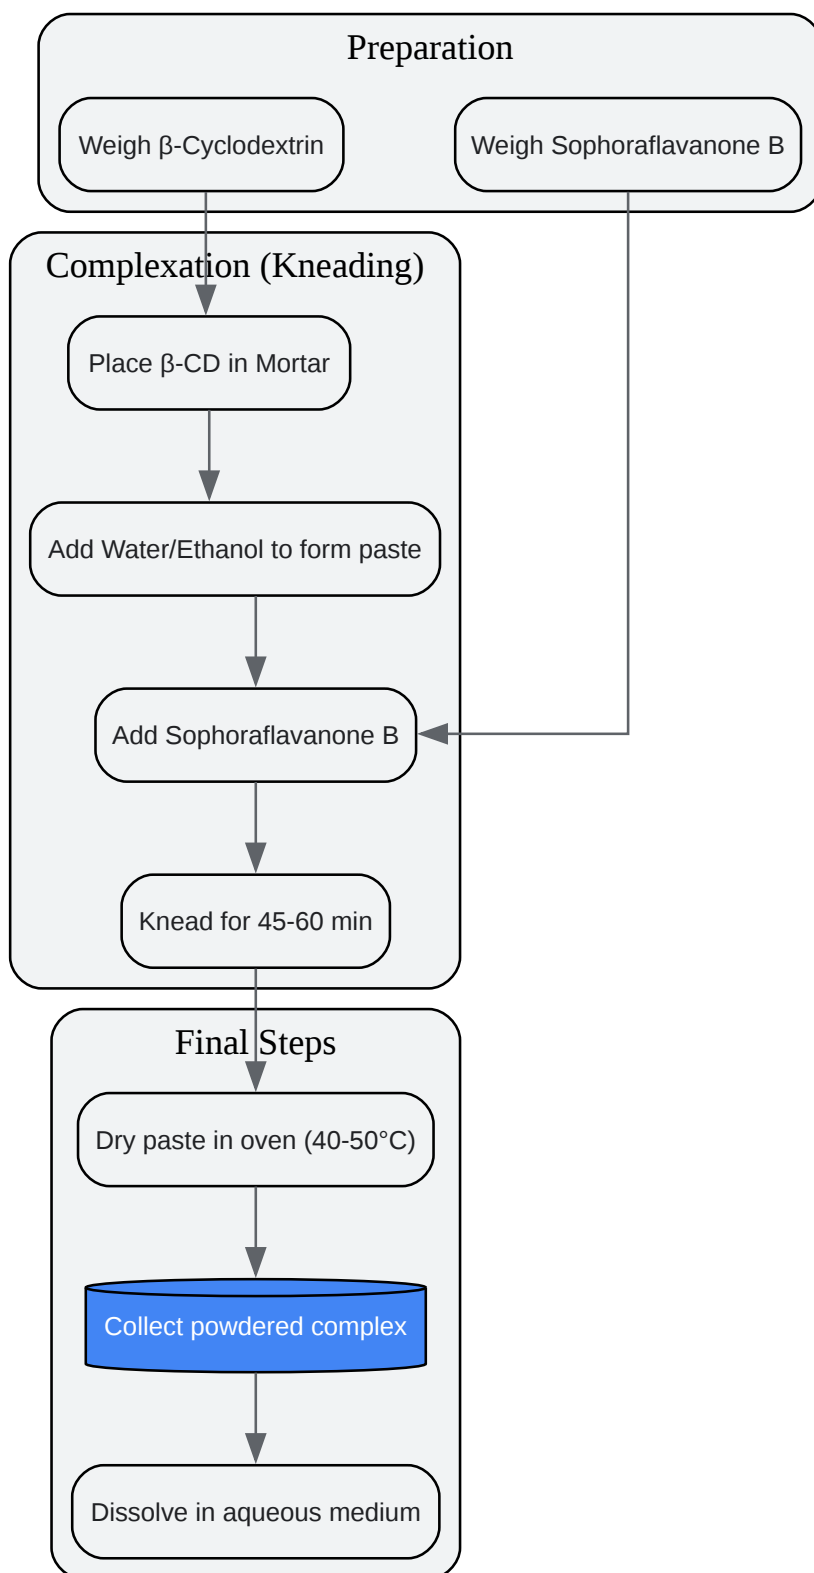 Preparation
Weigh β-Cyclodextrin
Weigh Sophoraflavanone B
Complexation (Kneading)
Place β-CD in Mortar
Add Water/Ethanol to form paste
Add Sophoraflavanone B
Knead for 45-60 min
Final Steps
Dry paste in oven (40-50°C)
Collect powdered complex
Dissolve in aqueous medium